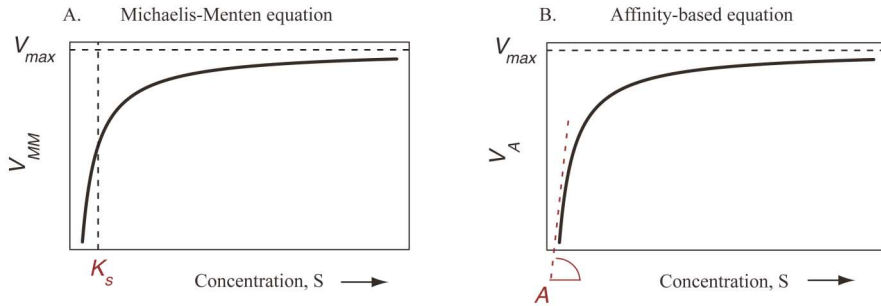 A. Michaelis-Menten equation
V_max
V_MM
K_s
Concentration, S
B. Affinity-based equation
V_max
V_A
A
Concentration, S